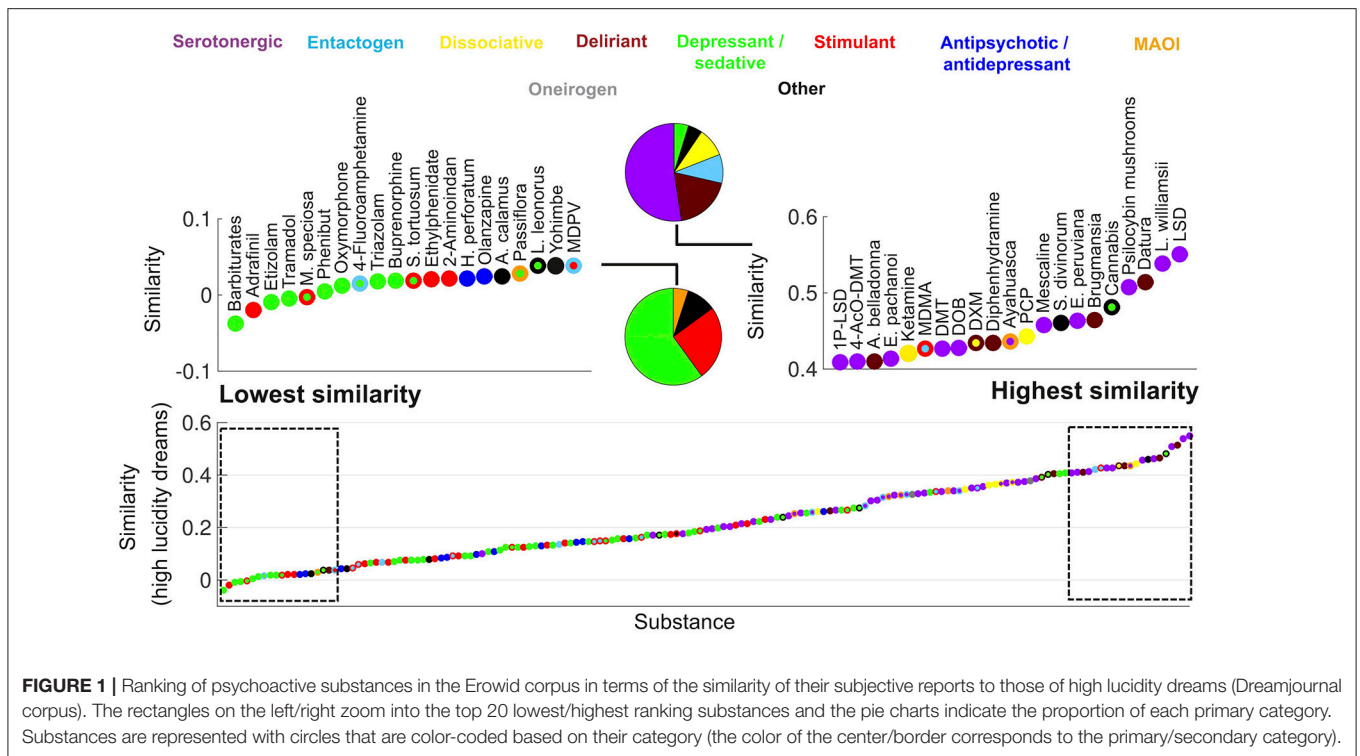 Serotonergic Entactogen Dissociative Deliriant Depressant / Stimulant Antipsychotic / MAOI
sedative antidepressant
Oneirogen Other
0.1
0
-0.1
Similarity
Barbiturates
Adrafinil
Etizolam
Tramadol
M. speciosa
Phenibut
Oxymorphone
4-Fluoroamphetamine
Triazolam
Buprenorphine
S. tortuosum
Ethylphenidate
2-Aminoindan
H. perforatum
Olanzapine
A. calamus
Passiflora
L. leonorus
Yohimbe
MDPV
Lowest similarity
0.6
0.5
0.4
Similarity
1P-LSD
4-AcO-DMT
A. belladonna
E. pachanoi
Ketamine
MDMA
DMT
DOB
DXM
Diphenhydramine
Ayahuasca
PCP
Mescaline
S. divinorum
E. peruviana
Brugmansia
Cannabis
Psilocybin mushrooms
Datura
L. williamsii
LSD
Highest similarity
0.6
0.4
0.2
0
Similarity
(high lucidity dreams)
Substance
FIGURE 1 | Ranking of psychoactive substances in the Erowid corpus in terms of the similarity of their subjective reports to those of high lucidity dreams (Dreamjournal
corpus). The rectangles on the left/right zoom into the top 20 lowest/highest ranking substances and the pie charts indicate the proportion of each primary category.
Substances are represented with circles that are color-coded based on their category (the color of the center/border corresponds to the primary/secondary category).